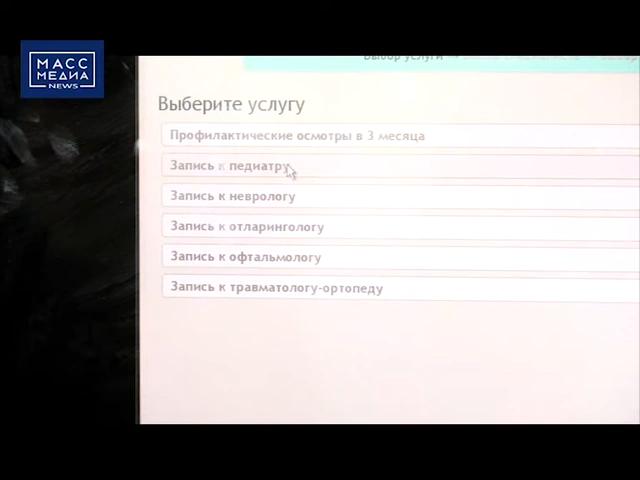 МАСС
МЕДИА
NEWS
Выбор услуги
Выберите услугу
Профилактические осмотры в 3 месяца
Запись к педиатру
Запись к неврологу
Запись к отларингологу
Запись к офтальмологу
Запись к травматологу-ортопеду